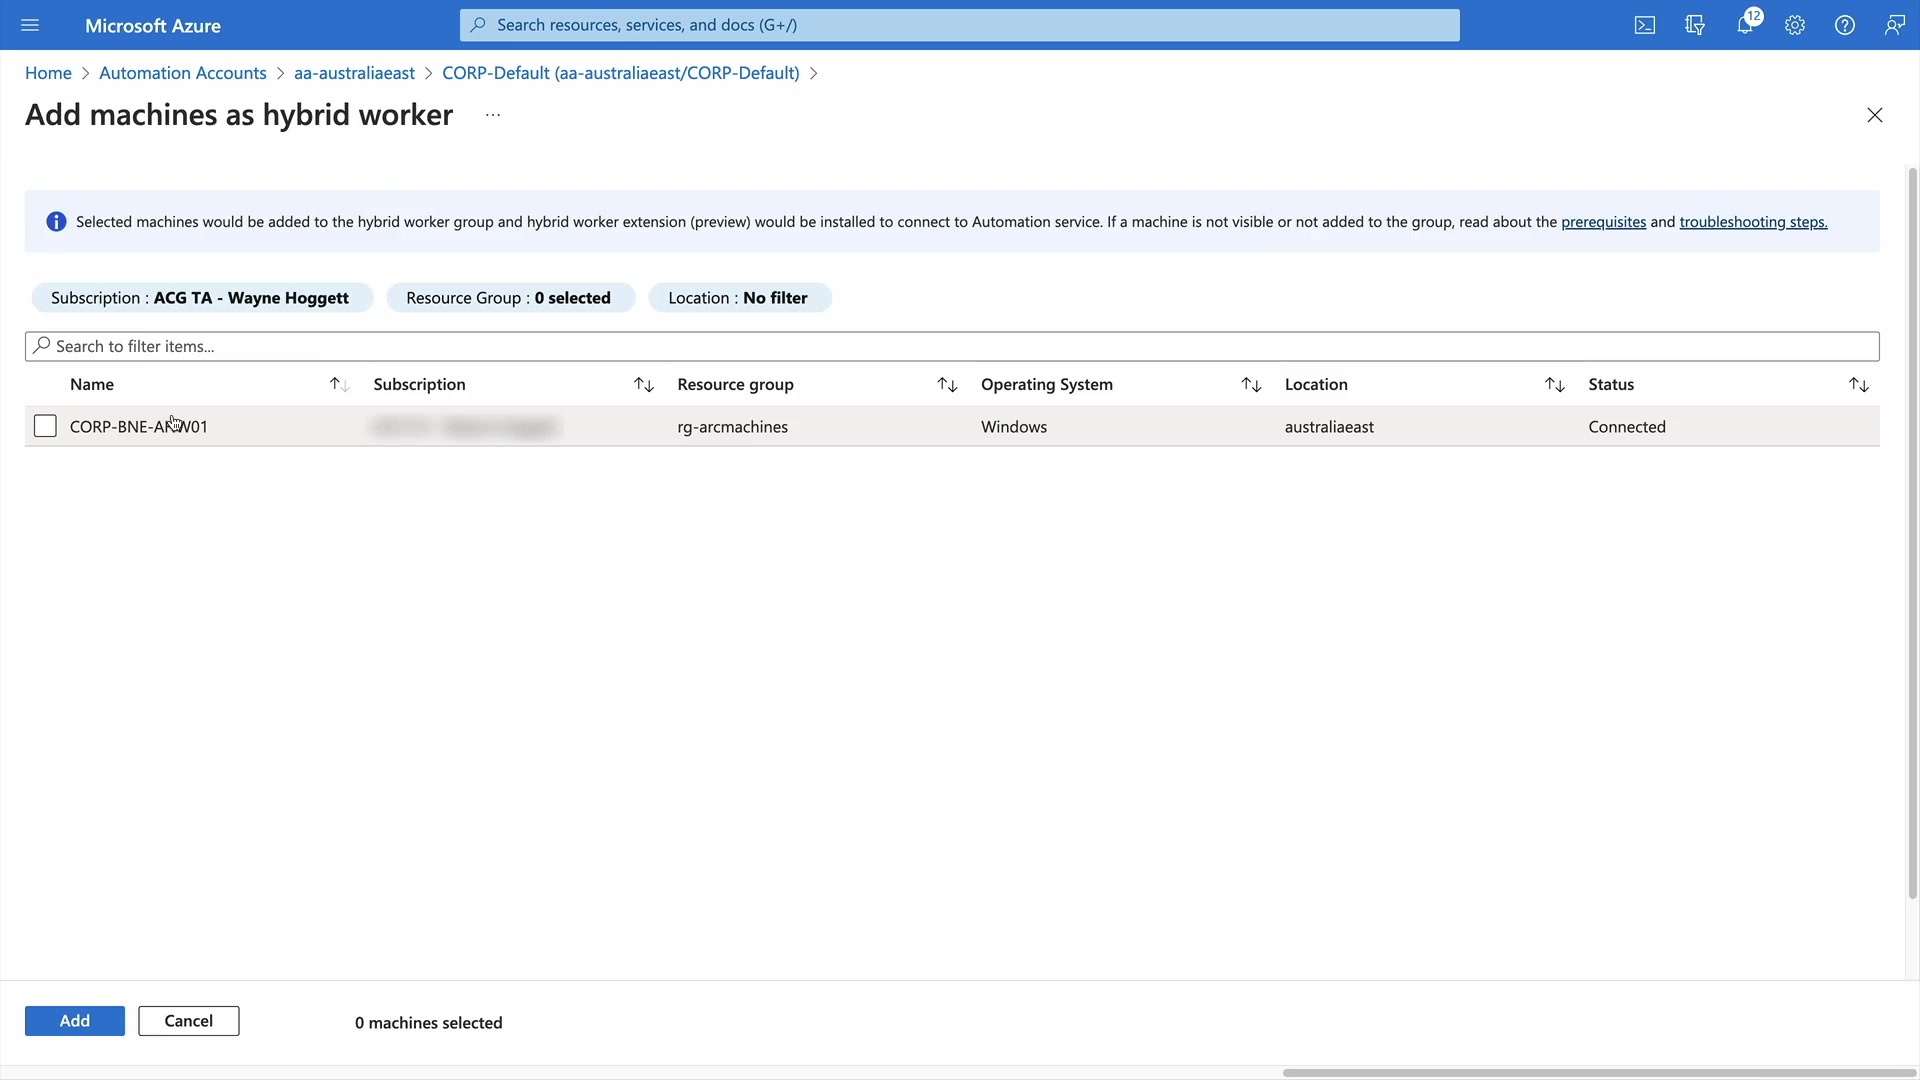 Microsoft Azure
Search resources, services, and docs (G+/)
12
Home > Automation Accounts > aa-australiaeast > CORP-Default (aa-australiaeast/CORP-Default) >
Add machines as hybrid worker ...
Selected machines would be added to the hybrid worker group and hybrid worker extension (preview) would be installed to connect to Automation service. If a machine is not visible or not added to the group, read about the prerequisites and troubleshooting steps.
Subscription : ACG TA - Wayne Hoggett Resource Group : 0 selected Location : No filter
Search to filter items...
Name Subscription Resource group Operating System Location Status
rg-arcmachines Windows australiaeast Connected
Add Cancel 0 machines selected